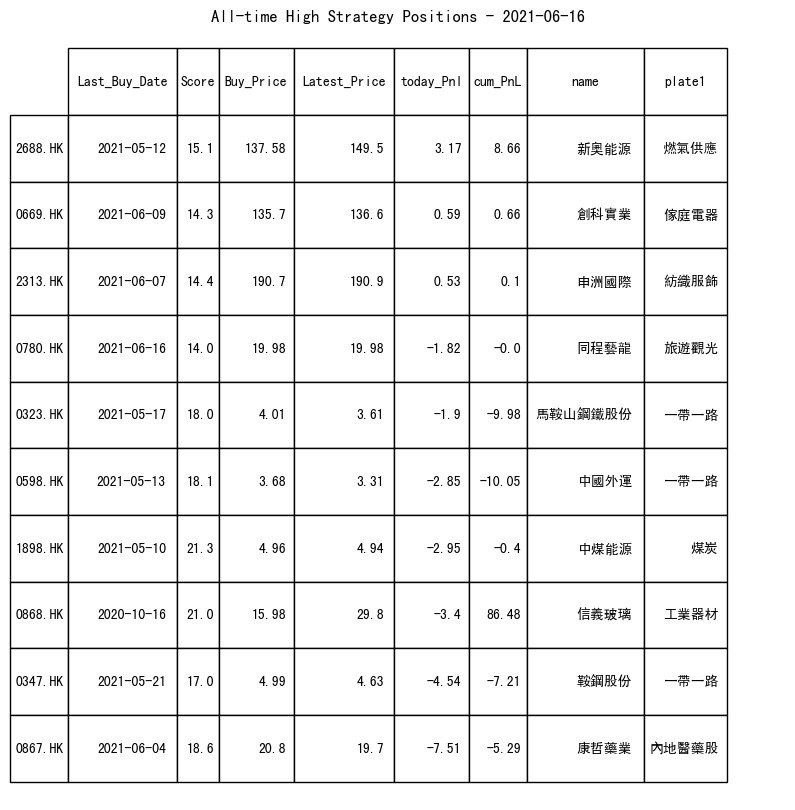 All-time High Strategy Positions - 2021-06-16
Last_Buy_Date Score Buy_Price Latest_Price today_Pnl cum_PnL name plate1
2688.HK 2021-05-12 15.1 137.58 149.5 3.17 8.66 新奧能源 燃氣供應
0669.HK 2021-06-09 14.3 135.7 136.6 0.59 0.66 創科實業 傢庭電器
2313.HK 2021-06-07 14.4 190.7 190.9 0.53 0.1 申洲國際 紡織服飾
0780.HK 2021-06-16 14.0 19.98 19.98 -1.82 -0.0 同程藝龍 旅遊觀光
0323.HK 2021-05-17 18.0 4.01 3.61 -1.9 -9.98 馬鞍山鋼鐵股份 一帶一路
0598.HK 2021-05-13 18.1 3.68 3.31 -2.85 -10.05 中國外運 一帶一路
1898.HK 2021-05-10 21.3 4.96 4.94 -2.95 -0.4 中煤能源 煤炭
0868.HK 2020-10-16 21.0 15.98 29.8 -3.4 86.48 信義玻璃 工業器材
0347.HK 2021-05-21 17.0 4.99 4.63 -4.54 -7.21 鞍鋼股份 一帶一路
0867.HK 2021-06-04 18.6 20.8 19.7 -7.51 -5.29 康哲藥業 內地醫藥股